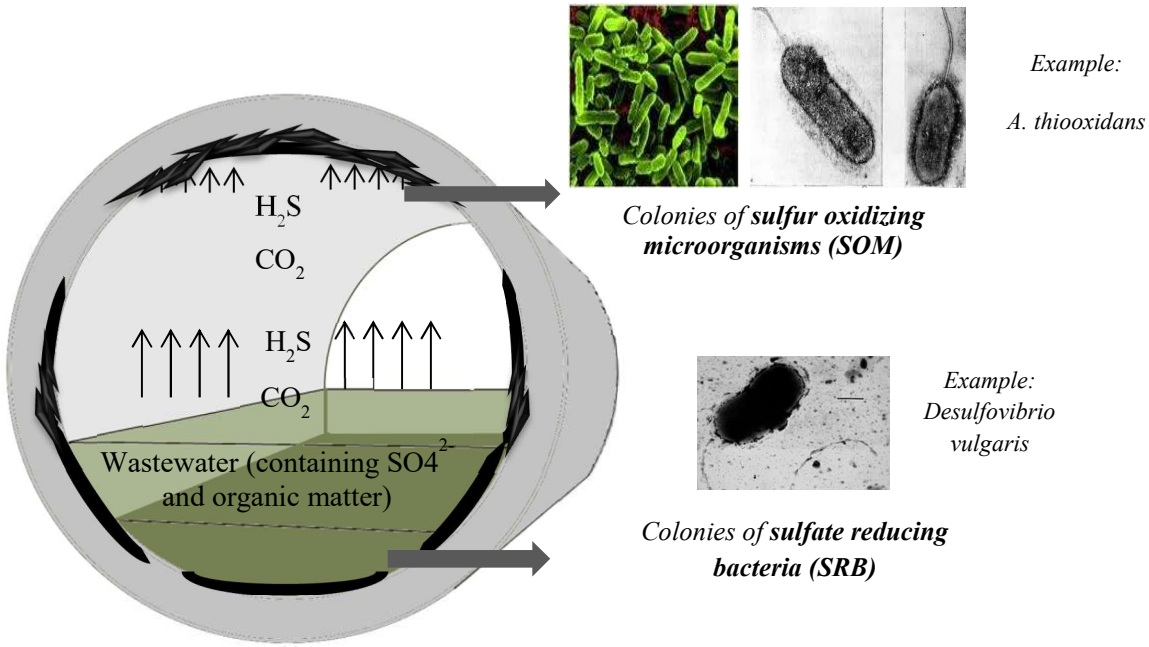 Example:
A. thiooxidans
Colonies of sulfur oxidizing
microorganisms (SOM)
H₂S
CO₂
H₂S
CO₂
Wastewater (containing SO4²⁻
and organic matter)
Example:
Desulfovibrio
vulgaris
Colonies of sulfate reducing
bacteria (SRB)